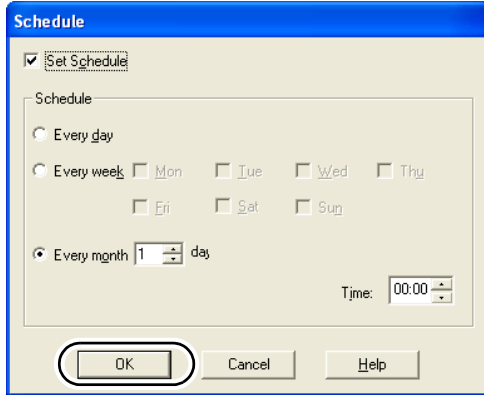 Schedule
Set Schedule
Schedule
Every day
Every week Mon Tue Wed Thu
Fri Sat Sun
Every month 1 day
Time: 00:00
OK Cancel Help